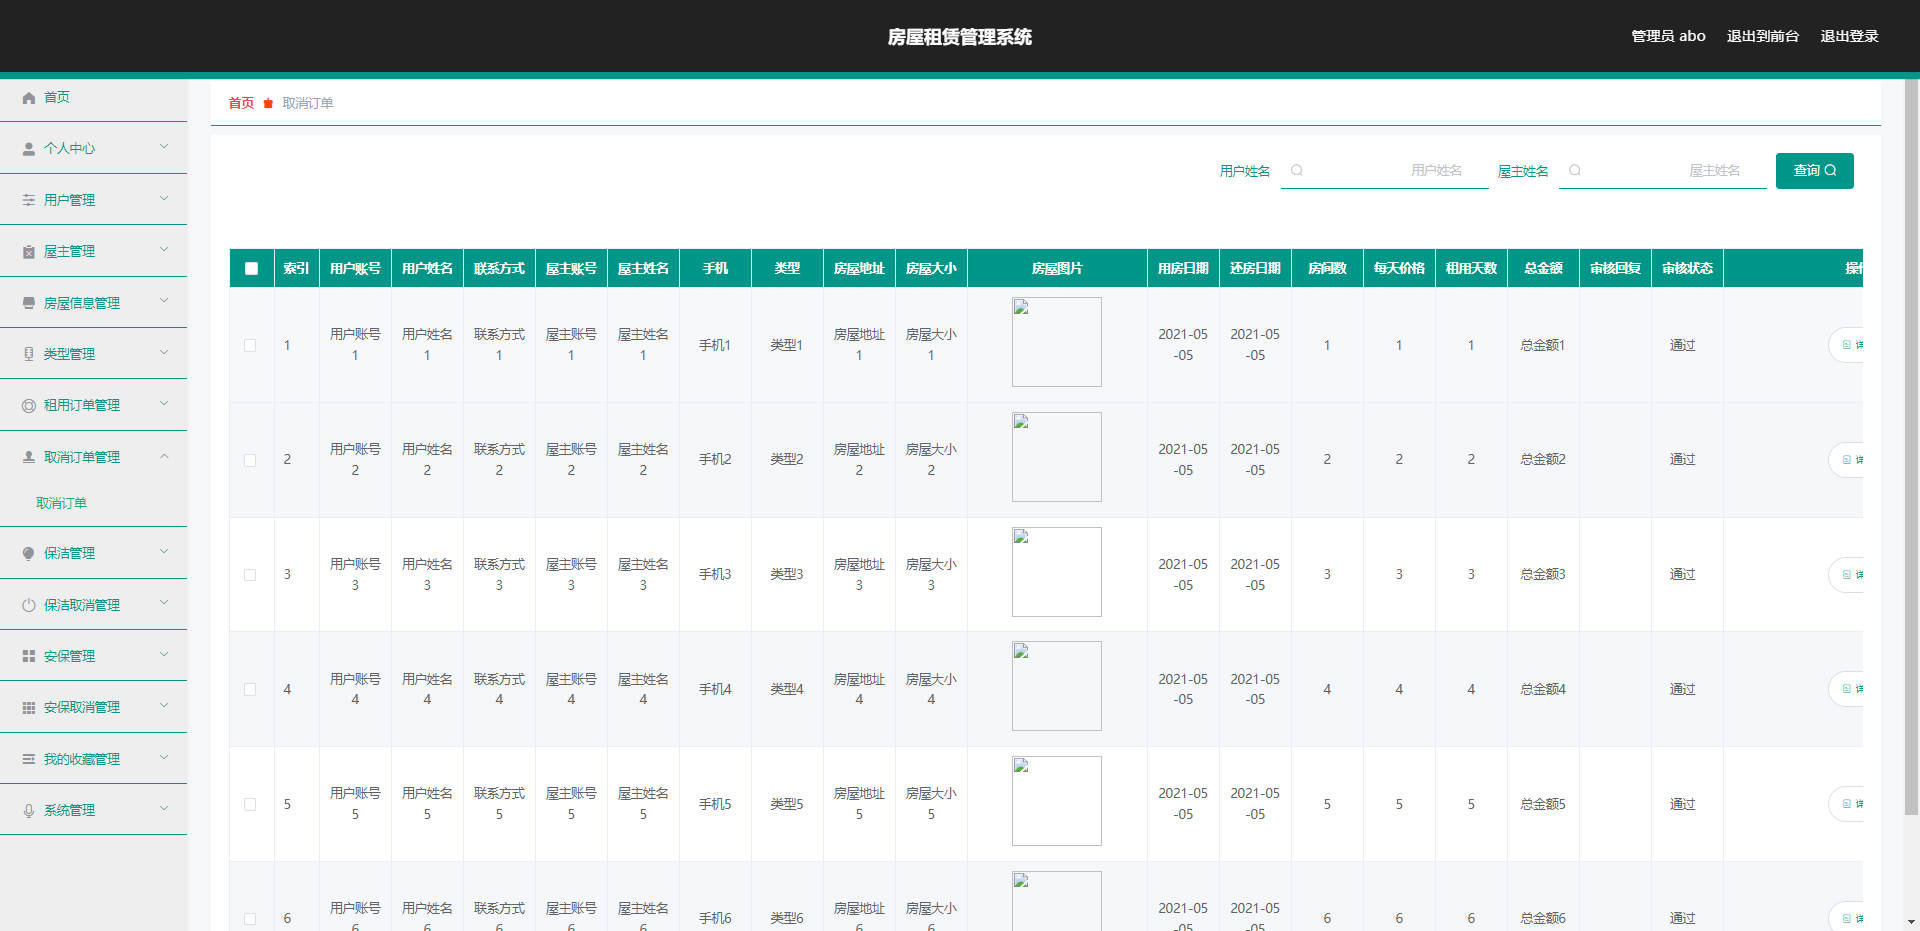 房屋租赁管理系统
管理员 abo 退出到前台 退出登录
首页
个人中心
用户管理
屋主管理
房屋信息管理
类型管理
租用订单管理
取消订单管理
取消订单
保洁管理
保洁取消管理
安保管理
安保取消管理
我的收藏管理
系统管理
首页 取消订单
用户姓名 用户姓名 屋主姓名 屋主姓名 查询
索引 用户账号 用户姓名 联系方式 屋主账号 屋主姓名 手机 类型 房屋地址 房屋大小 房屋图片 用房日期 还房日期 房间数 每天价格 租用天数 总金额 审核回复 审核状态 操
1 用户账号1 用户姓名1 联系方式1 屋主账号1 屋主姓名1 手机1 类型1 房屋地址1 房屋大小1 2021-05-05 2021-05-05 1 1 1 总金额1 通过
2 用户账号2 用户姓名2 联系方式2 屋主账号2 屋主姓名2 手机2 类型2 房屋地址2 房屋大小2 2021-05-05 2021-05-05 2 2 2 总金额2 通过
3 用户账号3 用户姓名3 联系方式3 屋主账号3 屋主姓名3 手机3 类型3 房屋地址3 房屋大小3 2021-05-05 2021-05-05 3 3 3 总金额3 通过
4 用户账号4 用户姓名4 联系方式4 屋主账号4 屋主姓名4 手机4 类型4 房屋地址4 房屋大小4 2021-05-05 2021-05-05 4 4 4 总金额4 通过
5 用户账号5 用户姓名5 联系方式5 屋主账号5 屋主姓名5 手机5 类型5 房屋地址5 房屋大小5 2021-05-05 2021-05-05 5 5 5 总金额5 通过
6 用户账号6 用户姓名6 联系方式6 屋主账号6 屋主姓名6 手机6 类型6 房屋地址6 房屋大小6 2021-05-05 2021-05-05 6 6 6 总金额6 通过